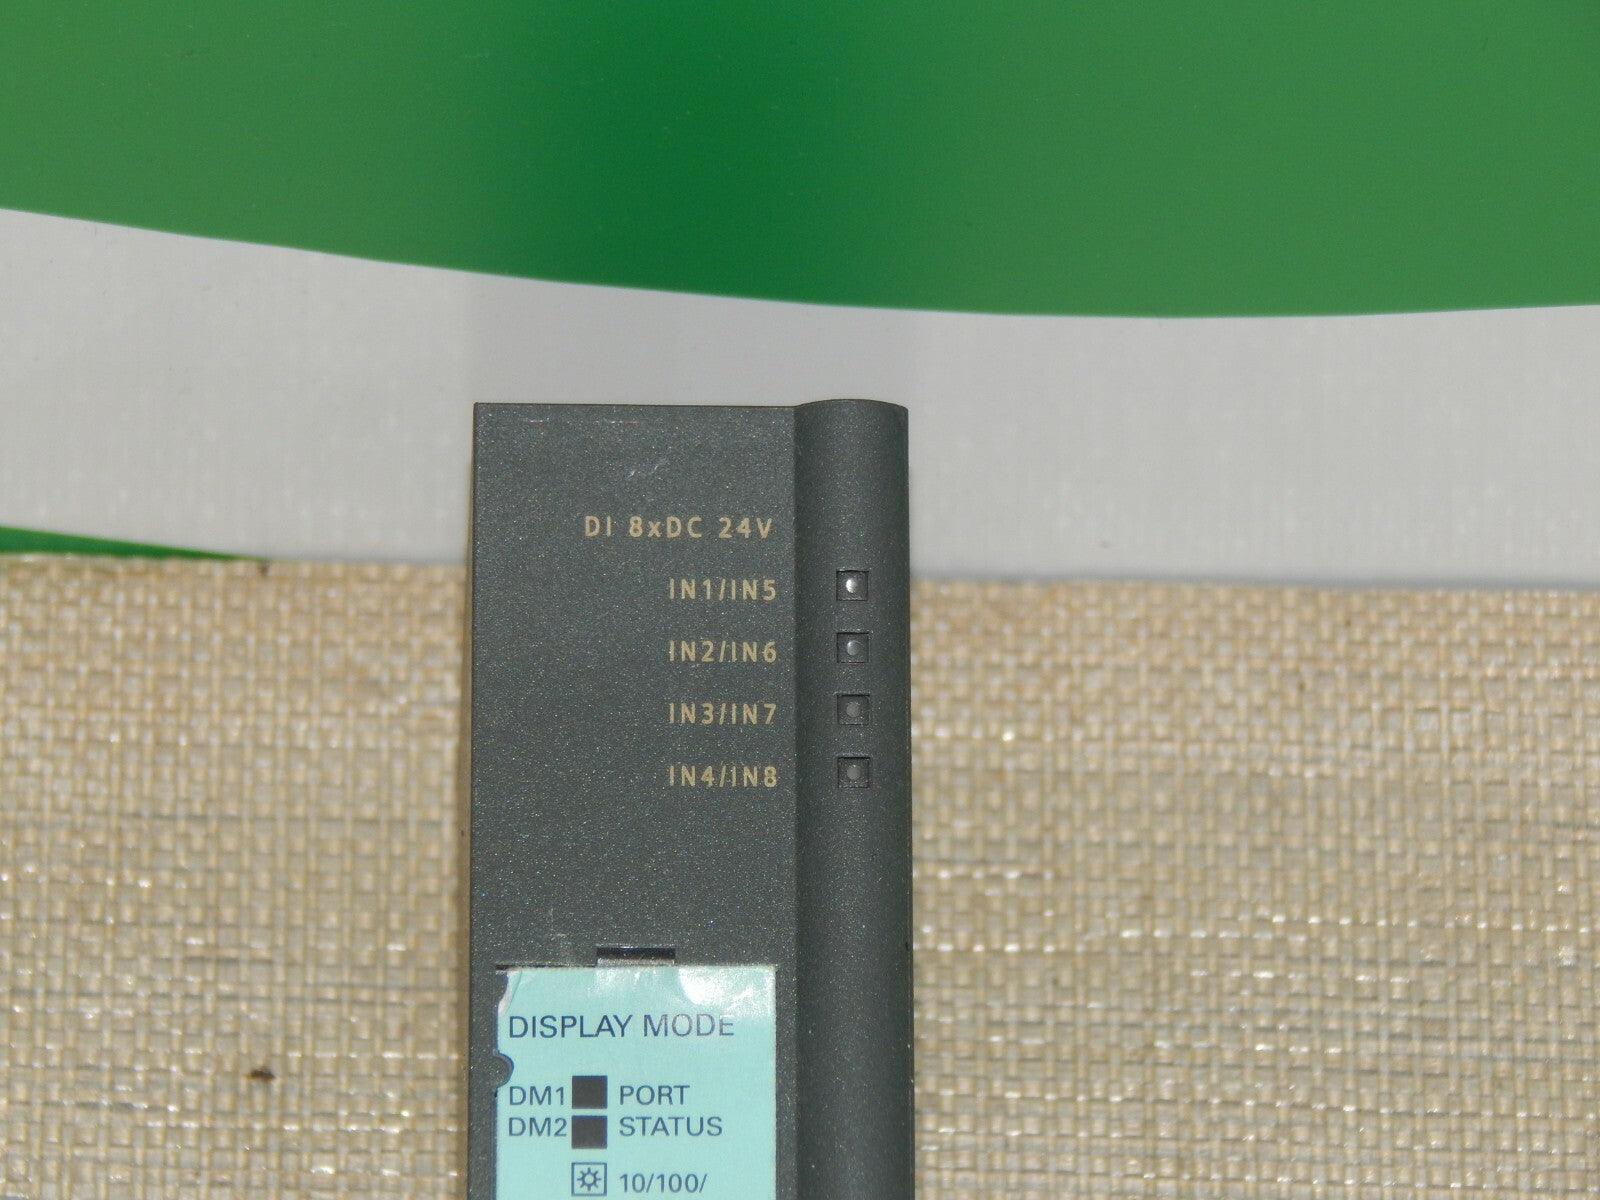 DI 8xDC 24V
IN1/IN5
IN2/IN6
IN3/IN7
IN4/IN8
DISPLAY MODE
DM1 PORT
DM2 STATUS
10/100/